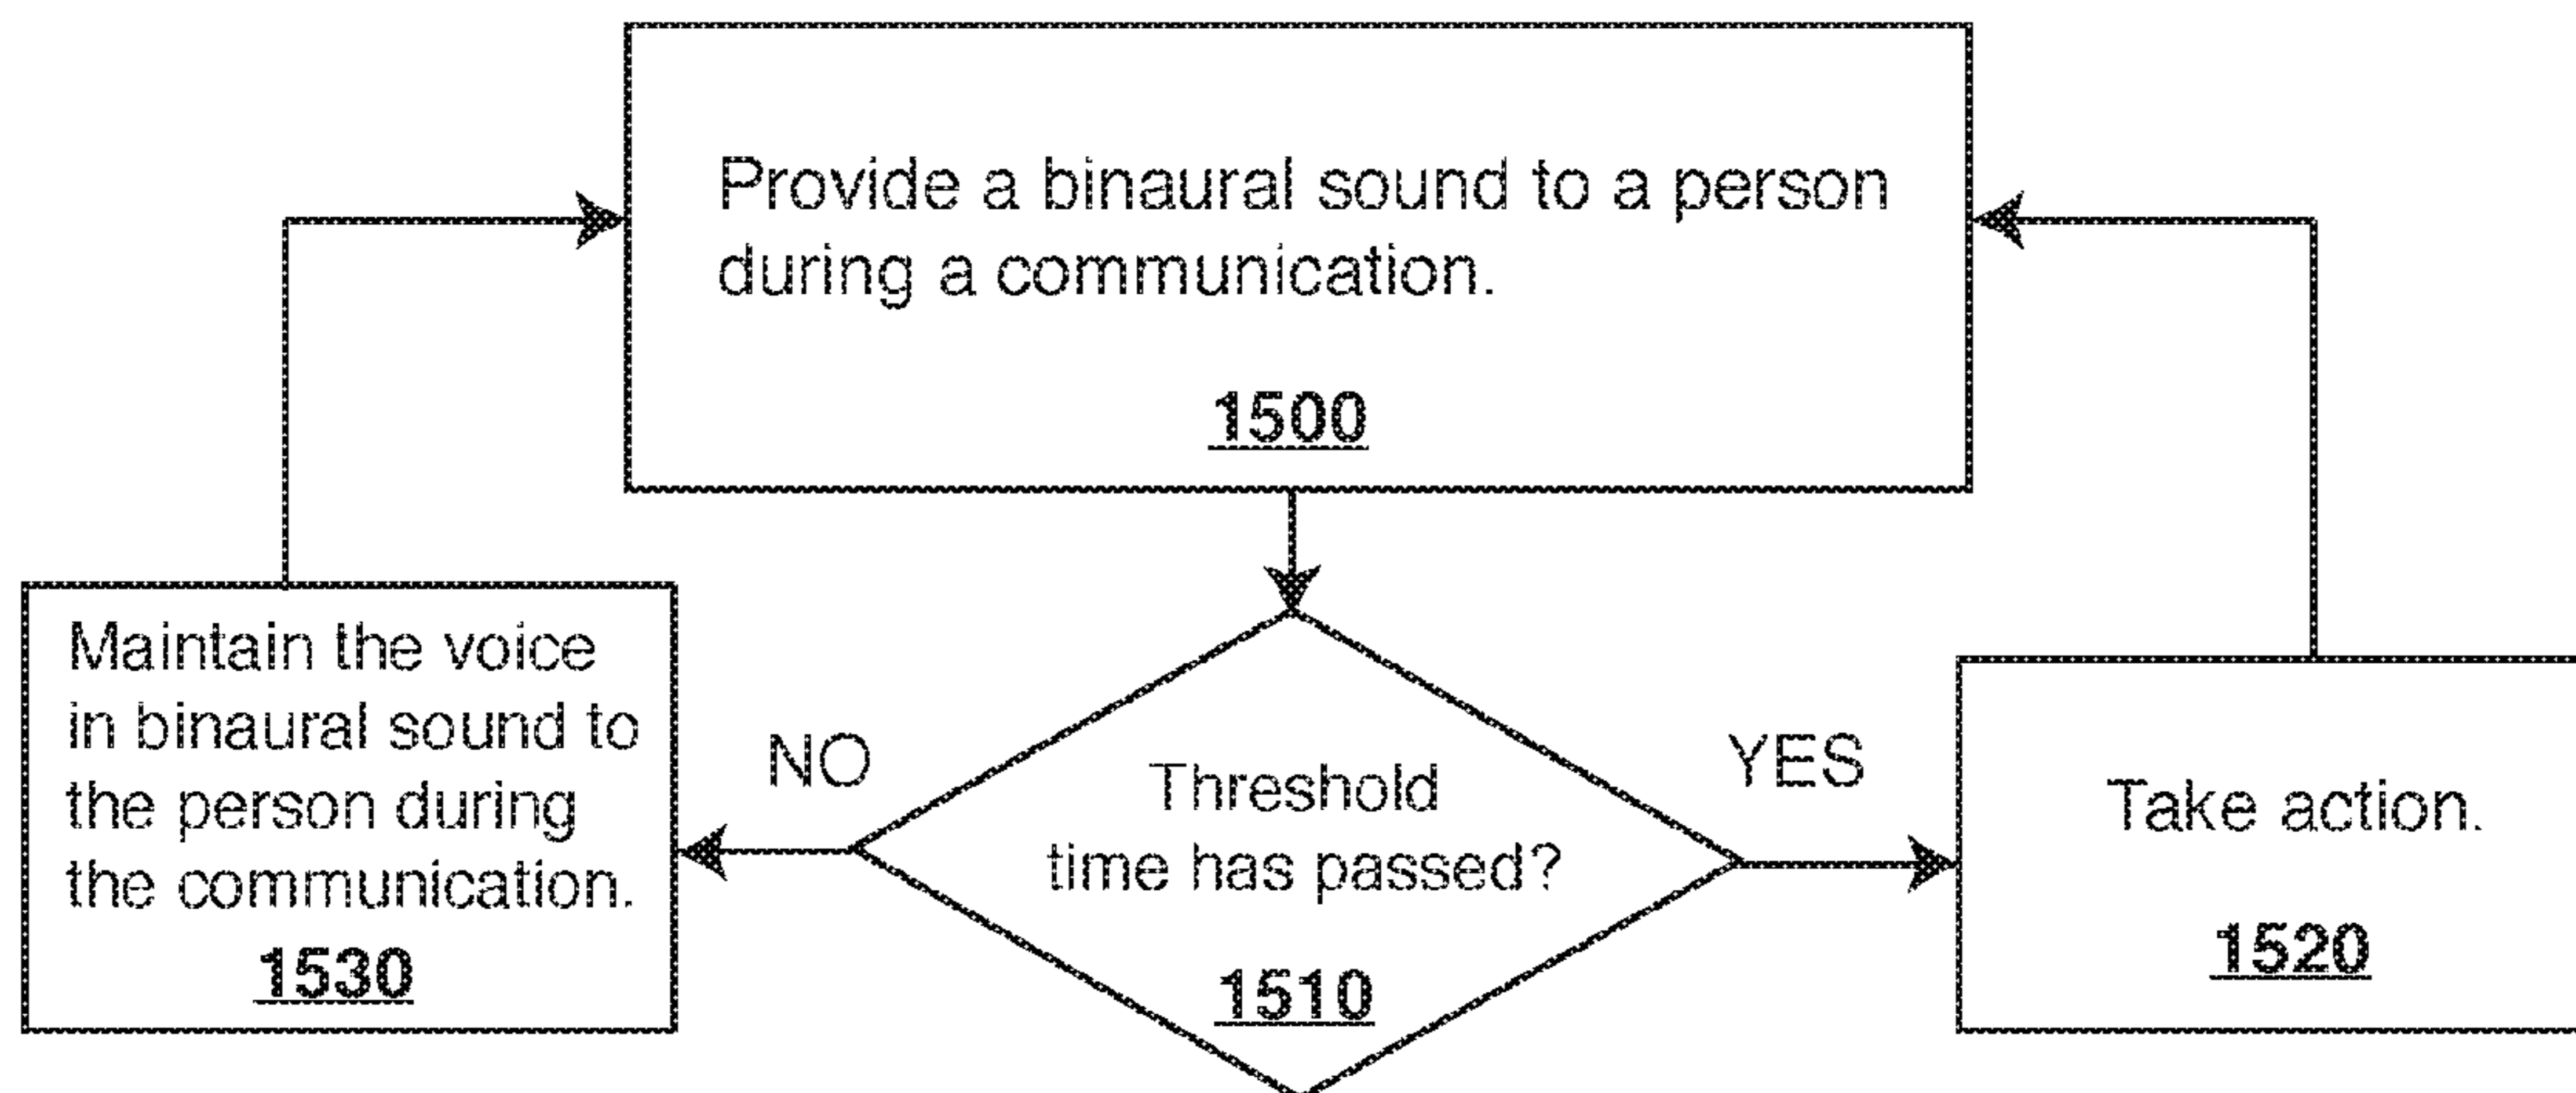 Provide a binaural sound to a person
during a communication.
1500
Maintain the voice
in binaural sound to
the person during
the communication.
1530
NO
Threshold
time has passed?
1510
YES
Take action.
1520